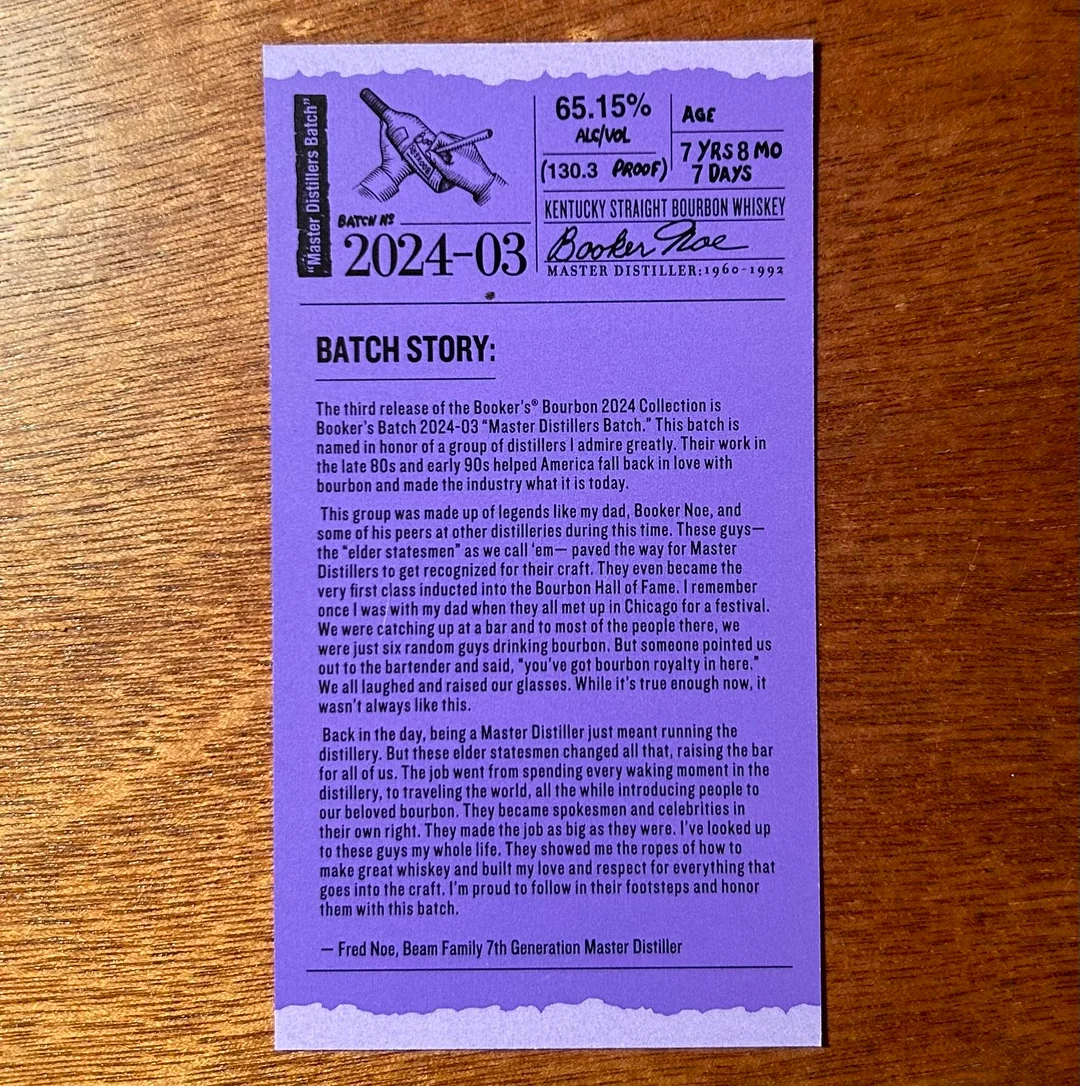 "Master Distillers Batch"
BATCH No
2024-03
65.15%
ALC/VOL
(130.3 PROOF)
AGE
7 YRS 8 MO
7 DAYS
KENTUCKY STRAIGHT BOURBON WHISKEY
Booker Noe
MASTER DISTILLER:1960-1992
BATCH STORY:
The third release of the Booker's® Bourbon 2024 Collection is
Booker's Batch 2024-03 “Master Distillers Batch.” This batch is
named in honor of a group of distillers I admire greatly. Their work in
the late 80s and early 90s helped America fall back in love with
bourbon and made the industry what it is today.
This group was made up of legends like my dad, Booker Noe, and
some of his peers at other distilleries during this time. These guys—
the “elder statesmen” as we call 'em— paved the way for Master
Distillers to get recognized for their craft. They even became the
very first class inducted into the Bourbon Hall of Fame. I remember
once I was with my dad when they all met up in Chicago for a festival.
We were catching up at a bar and to most of the people there, we
were just six random guys drinking bourbon. But someone pointed us
out to the bartender and said, “you've got bourbon royalty in here.”
We all laughed and raised our glasses. While it's true enough now, it
wasn't always like this.
Back in the day, being a Master Distiller just meant running the
distillery. But these elder statesmen changed all that, raising the bar
for all of us. The job went from spending every waking moment in the
distillery, to traveling the world, all the while introducing people to
our beloved bourbon. They became spokesmen and celebrities in
their own right. They made the job as big as they were. I've looked up
to these guys my whole life. They showed me the ropes of how to
make great whiskey and built my love and respect for everything that
goes into the craft. I'm proud to follow in their footsteps and honor
them with this batch.
— Fred Noe, Beam Family 7th Generation Master Distiller